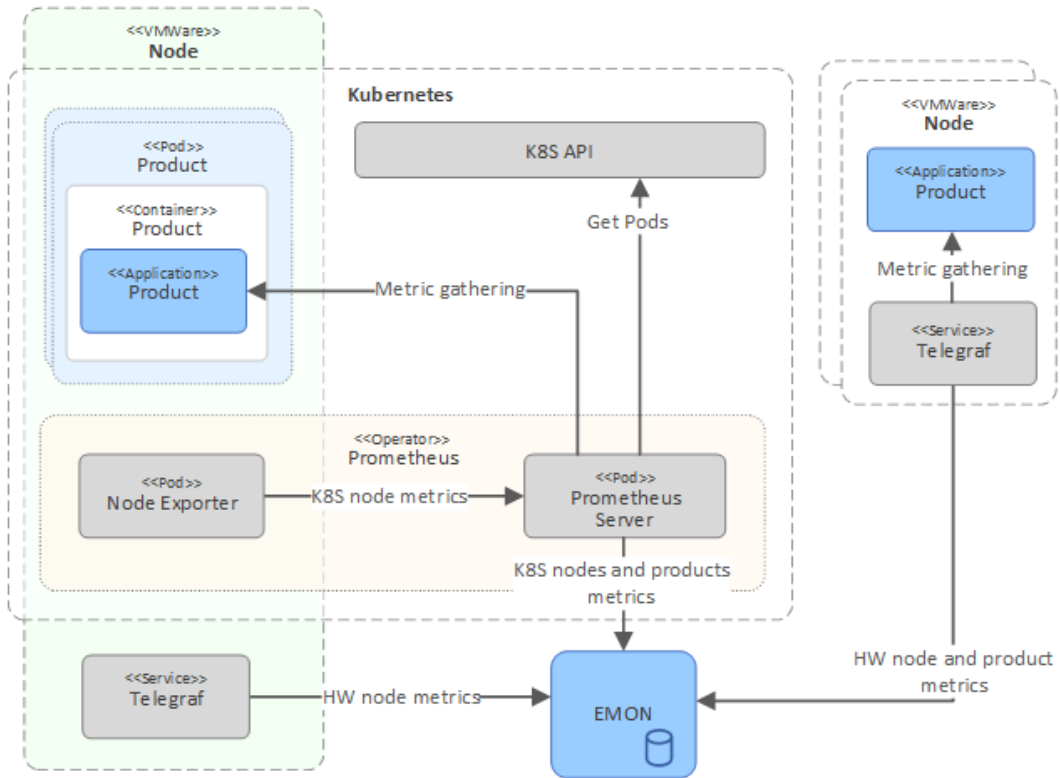 <<VMWare>>
Node
Kubernetes
<<Pod>>
Product
<<Container>>
Product
<<Application>>
Product
K8S API
Get Pods
Metric gathering
<<Operator>>
Prometheus
<<Pod>>
Node Exporter
K8S node metrics
<<Pod>>
Prometheus
Server
K8S nodes and products
metrics
<<Service>>
Telegraf
HW node metrics
EMON
<<VMWare>>
Node
<<Application>>
Product
Metric gathering
<<Service>>
Telegraf
HW node and product
metrics